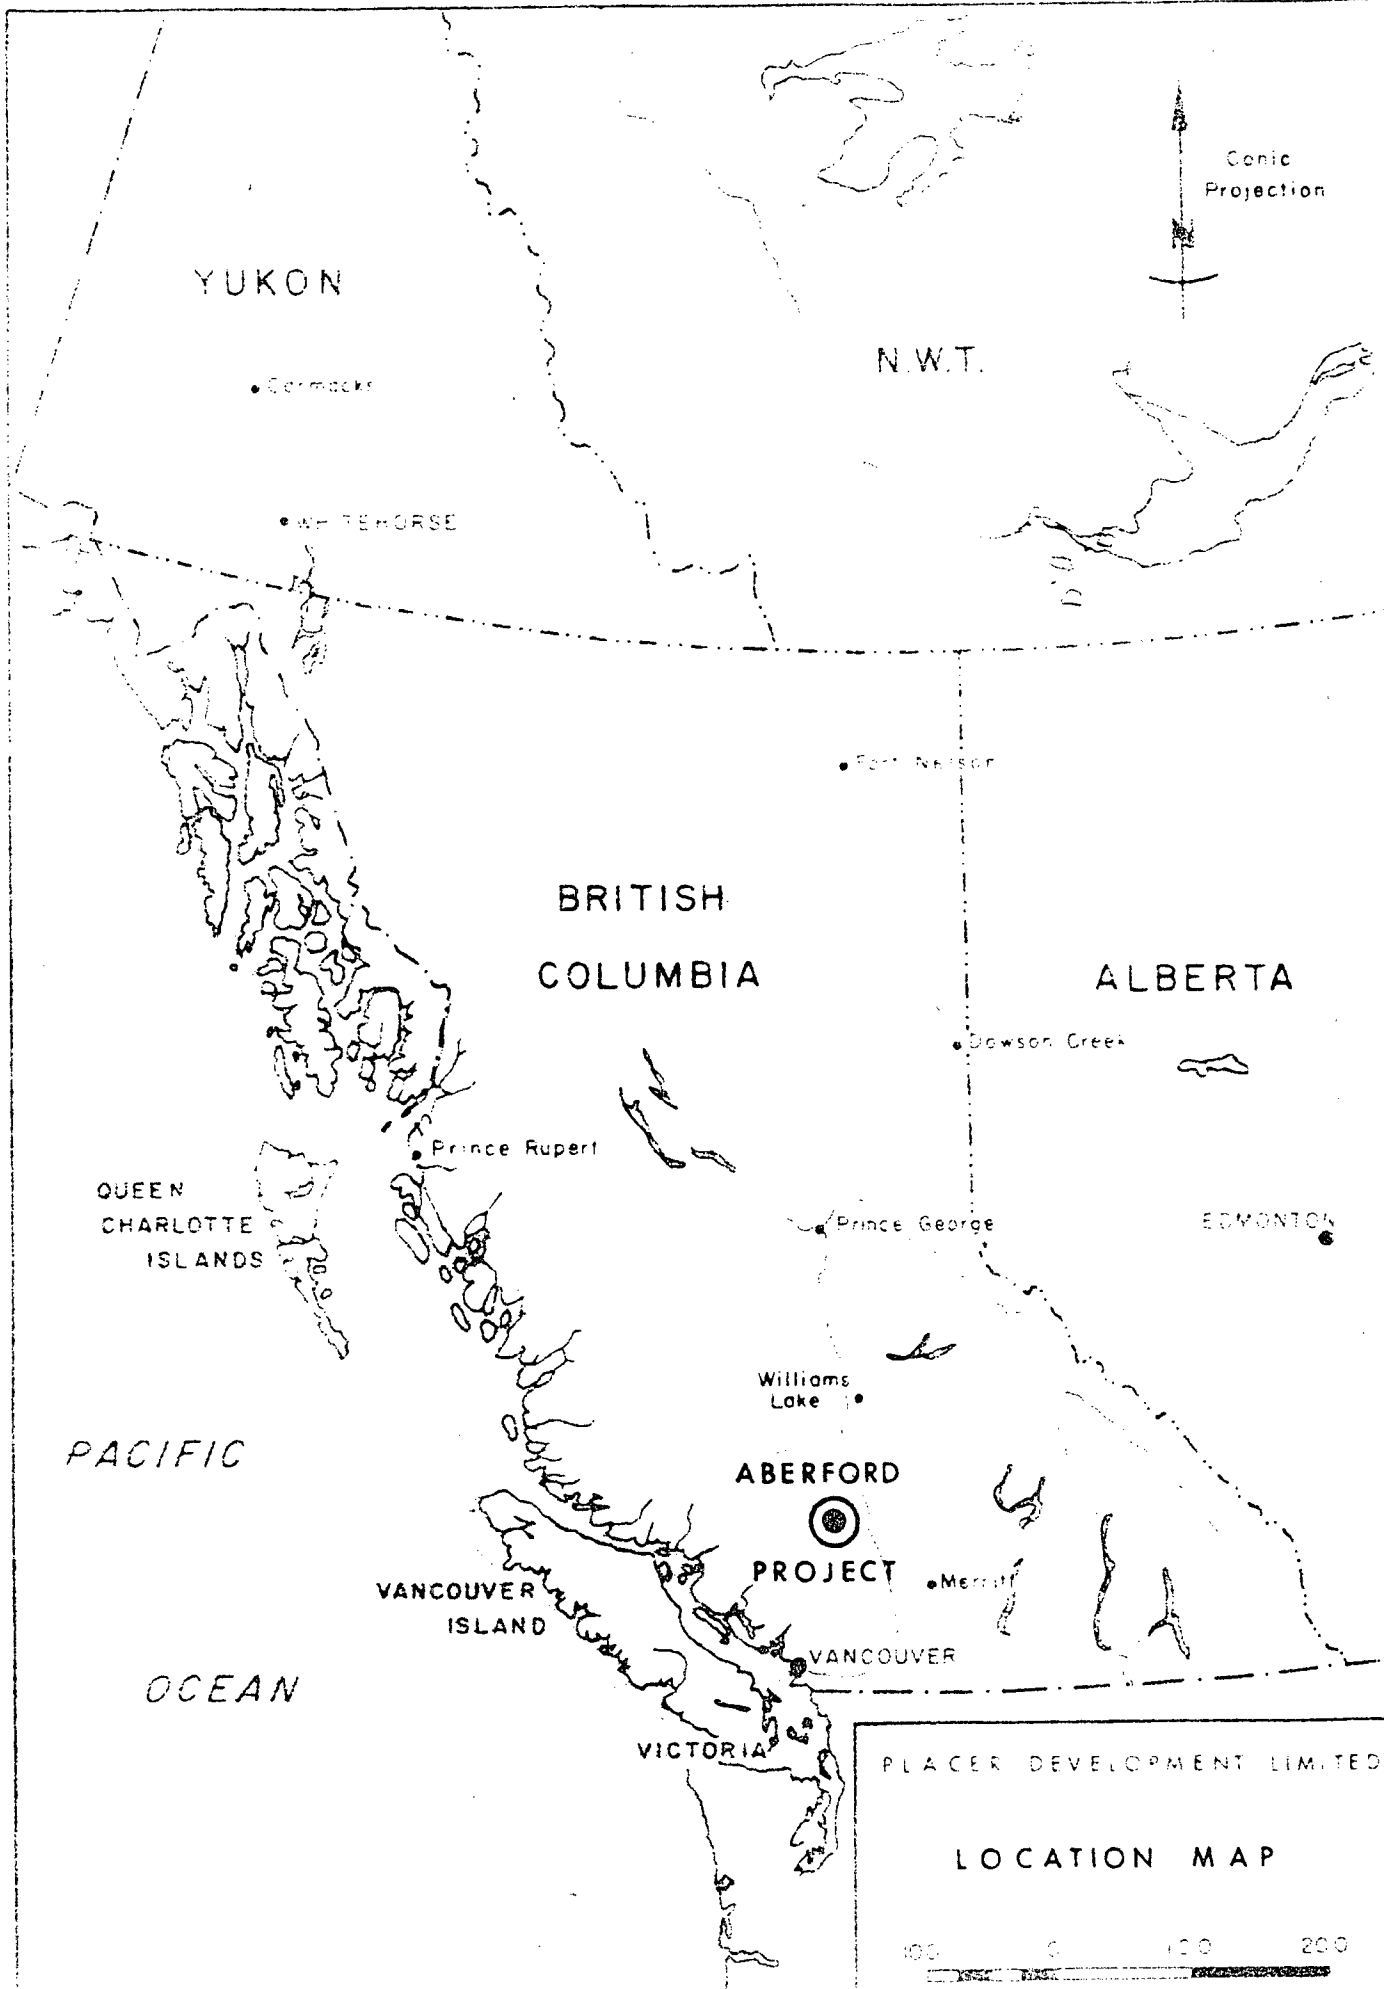 Conic
Projection
YUKON
N.W.T.
Carmacks
WHITEHORSE
Fort Nelson
BRITISH
COLUMBIA
ALBERTA
Dawson Creek
Prince Rupert
QUEEN
CHARLOTTE
ISLANDS
Prince George
EDMONTON
Williams
Lake
PACIFIC
ABERFORD
PROJECT
Merritt
VANCOUVER
ISLAND
VANCOUVER
OCEAN
VICTORIA
PLACER DEVELOPMENT LIMITED
LOCATION MAP
100 0 100 200